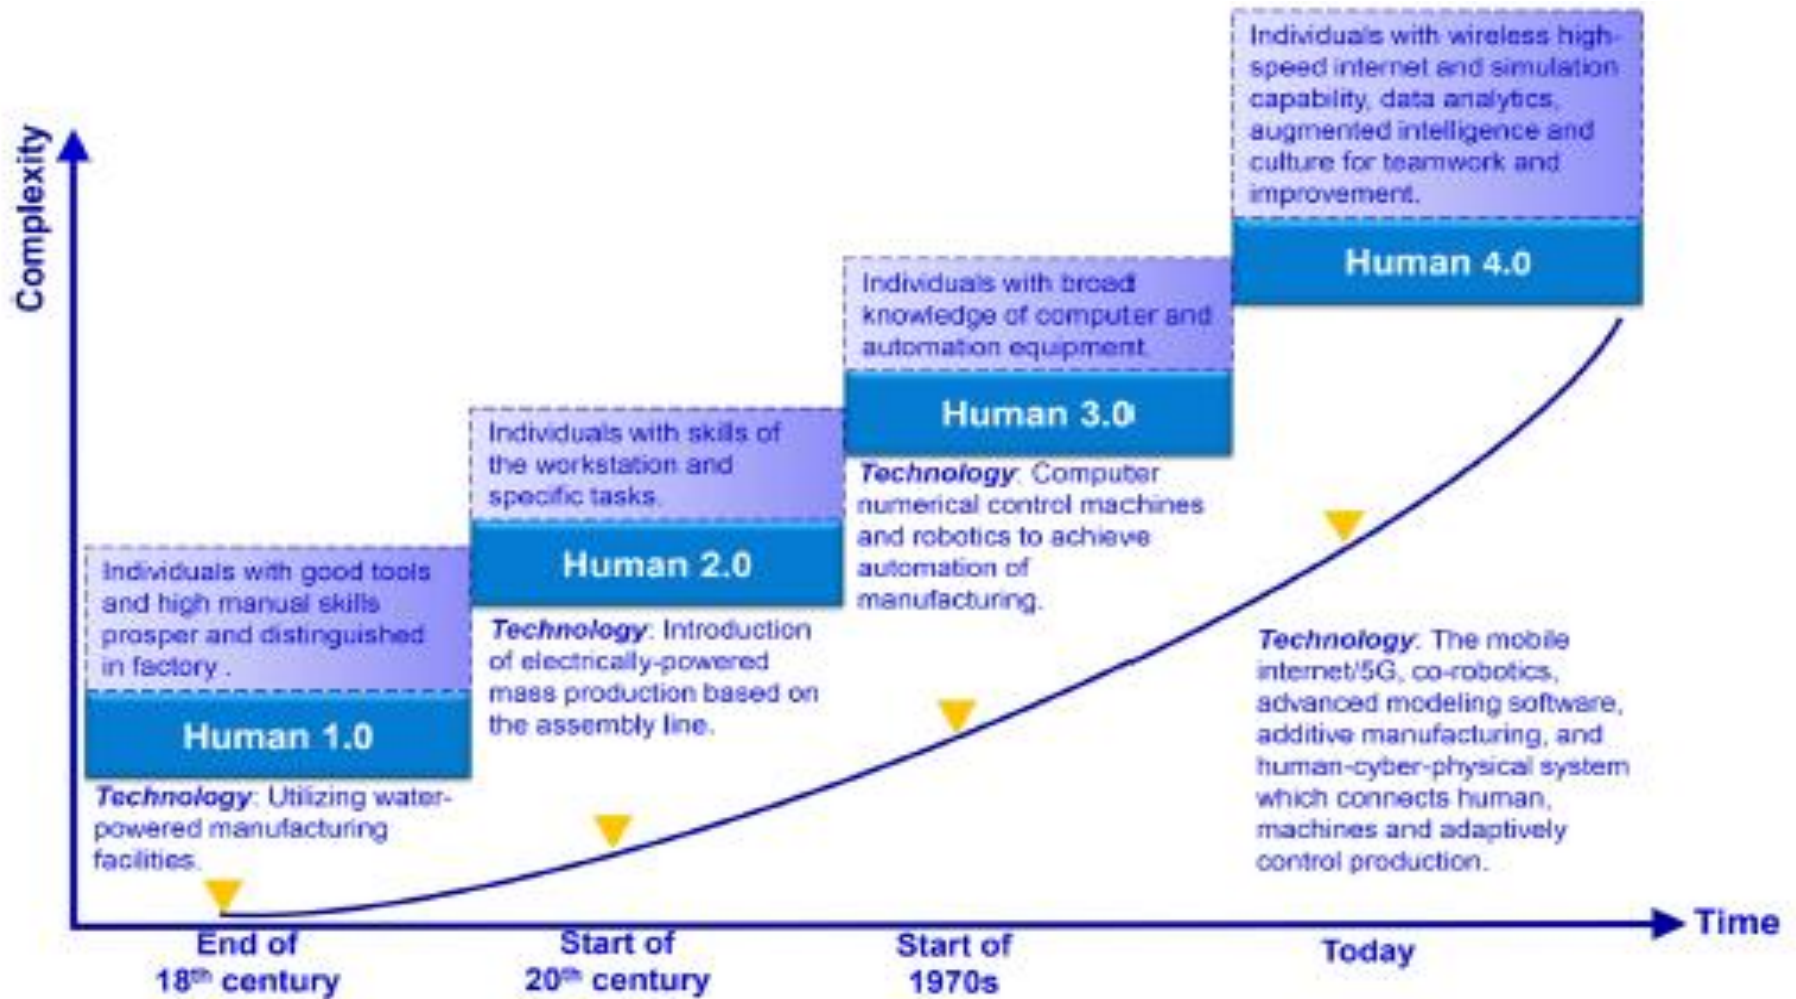 Complexity
Individuals with good tools
and high manual skills
prosper and distinguished
in factory .
Human 1.0
Technology: Utilizing water-
powered manufacturing
facilities.
Individuals with skills of
the workstation and
specific tasks.
Human 2.0
Technology: Introduction
of electrically-powered
mass production based on
the assembly line.
Individuals with broad
knowledge of computer and
automation equipment.
Human 3.0
Technology: Computer
numerical control machines
and robotics to achieve
automation of
manufacturing.
Individuals with wireless high-
speed internet and simulation
capability, data analytics,
augmented intelligence and
culture for teamwork and
improvement.
Human 4.0
Technology: The mobile
internet/5G, co-robotics,
advanced modeling software,
additive manufacturing, and
human-cyber-physical system
which connects human,
machines and adaptively
control production.
End of
18th century
Start of
20th century
Start of
1970s
Today
Time